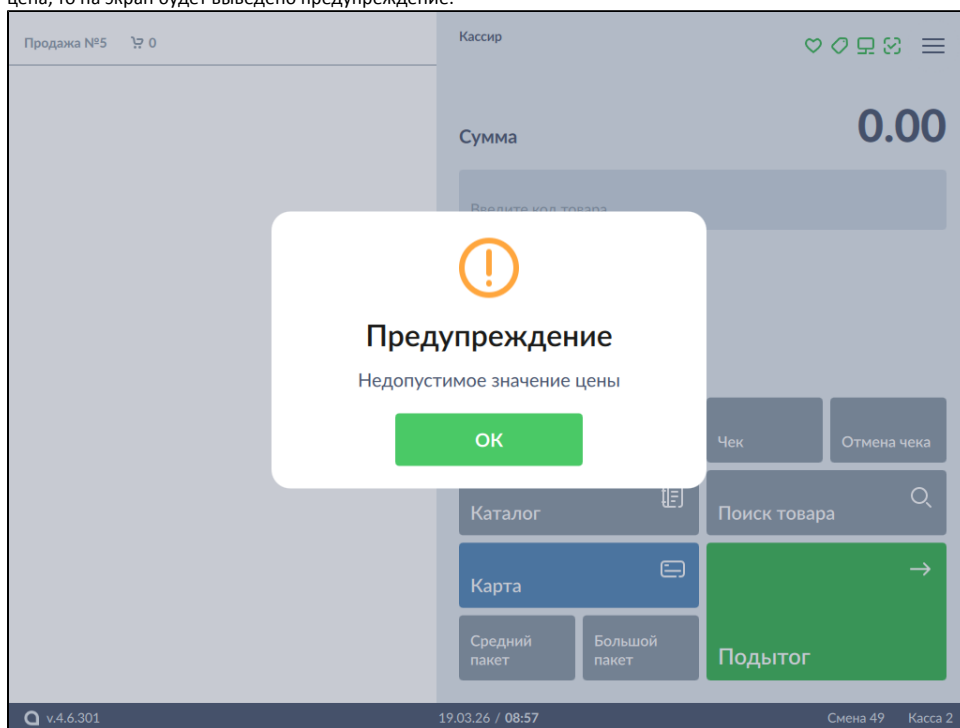 цена, то на экран будет выведено предупреждение:
Продажа №5 0
Кассир
Сумма 0.00
Введите код товара
Предупреждение
Недопустимое значение цены
ОК
Чек Отмена чека
Каталог Поиск товара
Карта
Средний пакет Большой пакет Подытог
v.4.6.301 19.03.26 / 08:57 Смена 49 Касса 2